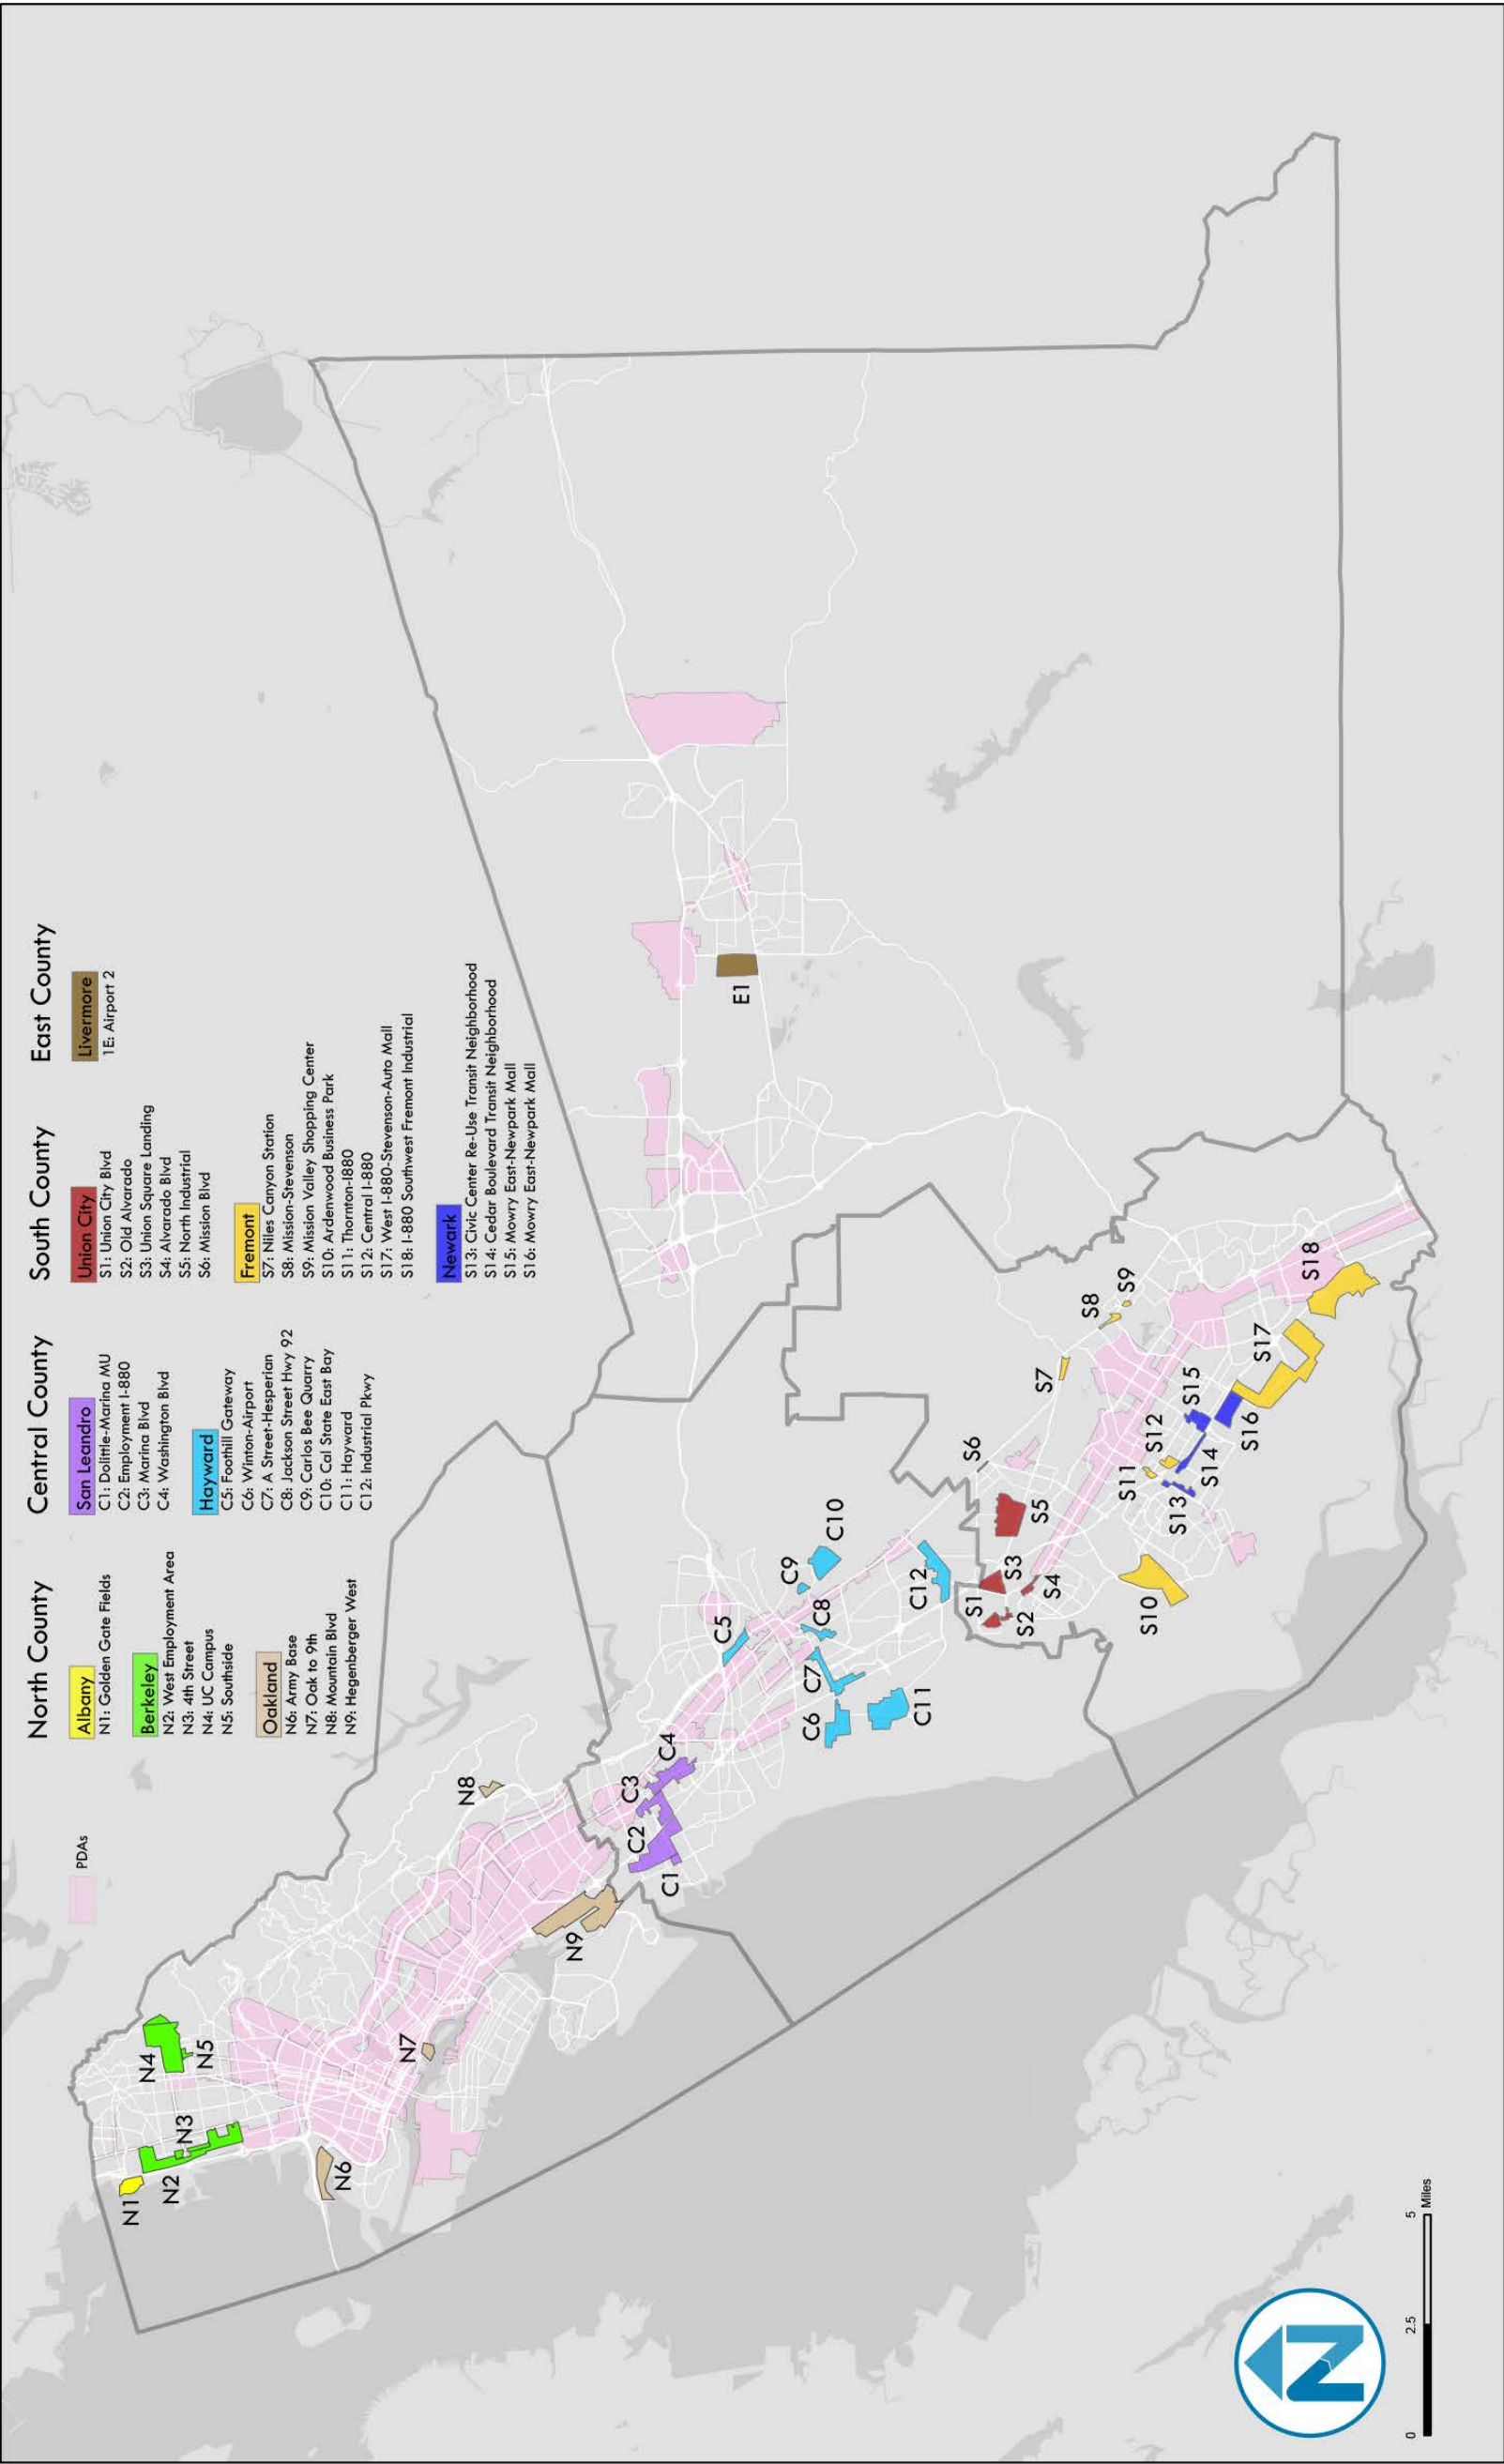 North County
Albany
N1: Golden Gate Fields
Berkeley
N2: West Employment Area
N3: 4th Street
N4: UC Campus
N5: Southside
Oakland
N6: Army Base
N7: Oak to 9th
N8: Mountain Blvd
N9: Hegenberger West
Central County
San Leandro
C1: Dolittle-Marina MU
C2: Employment I-880
C3: Marina Blvd
C4: Washington Blvd
Hayward
C5: Foothill Gateway
C6: Winton-Airport
C7: A Street-Hesperian
C8: Jackson Street Hwy 92
C9: Carlos Bee Quarry
C10: Cal State East Bay
C11: Hayward
C12: Industrial Pkwy
South County
Union City
S1: Union City Blvd
S2: Old Alvarado
S3: Union Square Landing
S4: Alvarado Blvd
S5: North Industrial
S6: Mission Blvd
Fremont
S7: Niles Canyon Station
S8: Mission-Stevenson
S9: Mission Valley Shopping Center
S10: Ardenwood Business Park
S11: Thornton-I880
S12: Central I-880
S17: West I-880-Stevenson-Auto Mall
S18: I-880 Southwest Fremont Industrial
Newark
S13: Civic Center Re-Use Transit Neighborhood
S14: Cedar Boulevard Transit Neighborhood
S15: Mowry East-Newpark Mall
S16: Mowry East-Newpark Mall
East County
Livermore
1E: Airport 2
PDAs
N1
N2
N3
N4
N5
N6
N7
N8
N9
C1
C2
C3
C4
C5
C6
C7
C8
C9
C10
C11
C12
S1
S2
S3
S4
S5
S6
S7
S8
S9
S10
S11
S12
S13
S14
S15
S16
S17
S18
E1
N
0 2.5 5
Miles